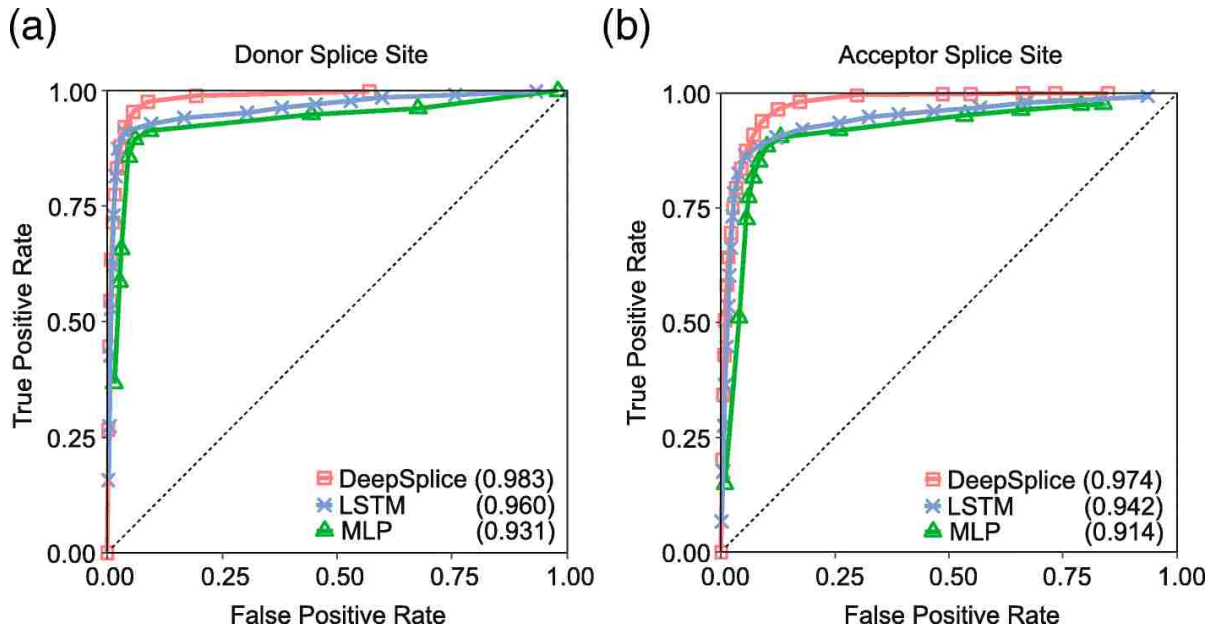 (a)
Donor Splice Site
True Positive Rate
1.00
0.75
0.50
0.25
0.00
DeepSplice (0.983)
LSTM (0.960)
MLP (0.931)
0.00 0.25 0.50 0.75 1.00
False Positive Rate
(b)
Acceptor Splice Site
True Positive Rate
1.00
0.75
0.50
0.25
0.00
DeepSplice (0.974)
LSTM (0.942)
MLP (0.914)
0.00 0.25 0.50 0.75 1.00
False Positive Rate